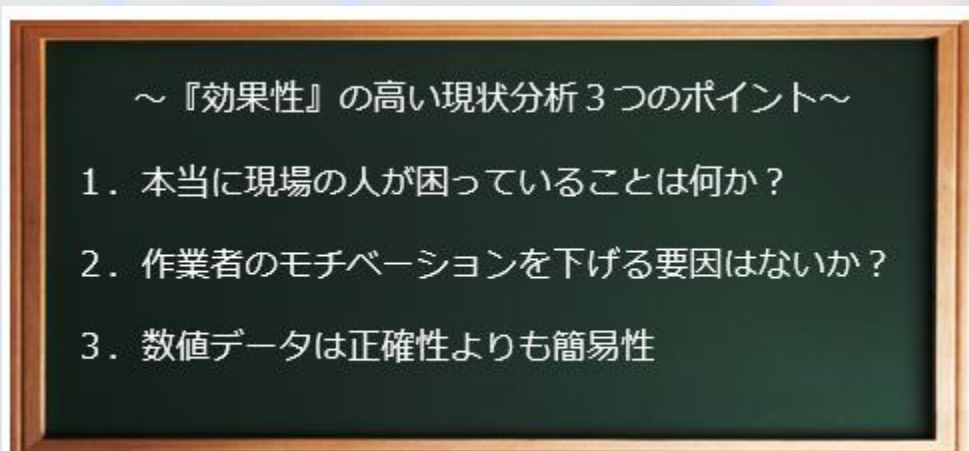 ～『効果性』の高い現状分析３つのポイント～
１．本当に現場の人が困っていることは何か？
２．作業者のモチベーションを下げる要因はないか？
３．数値データは正確性よりも簡易性